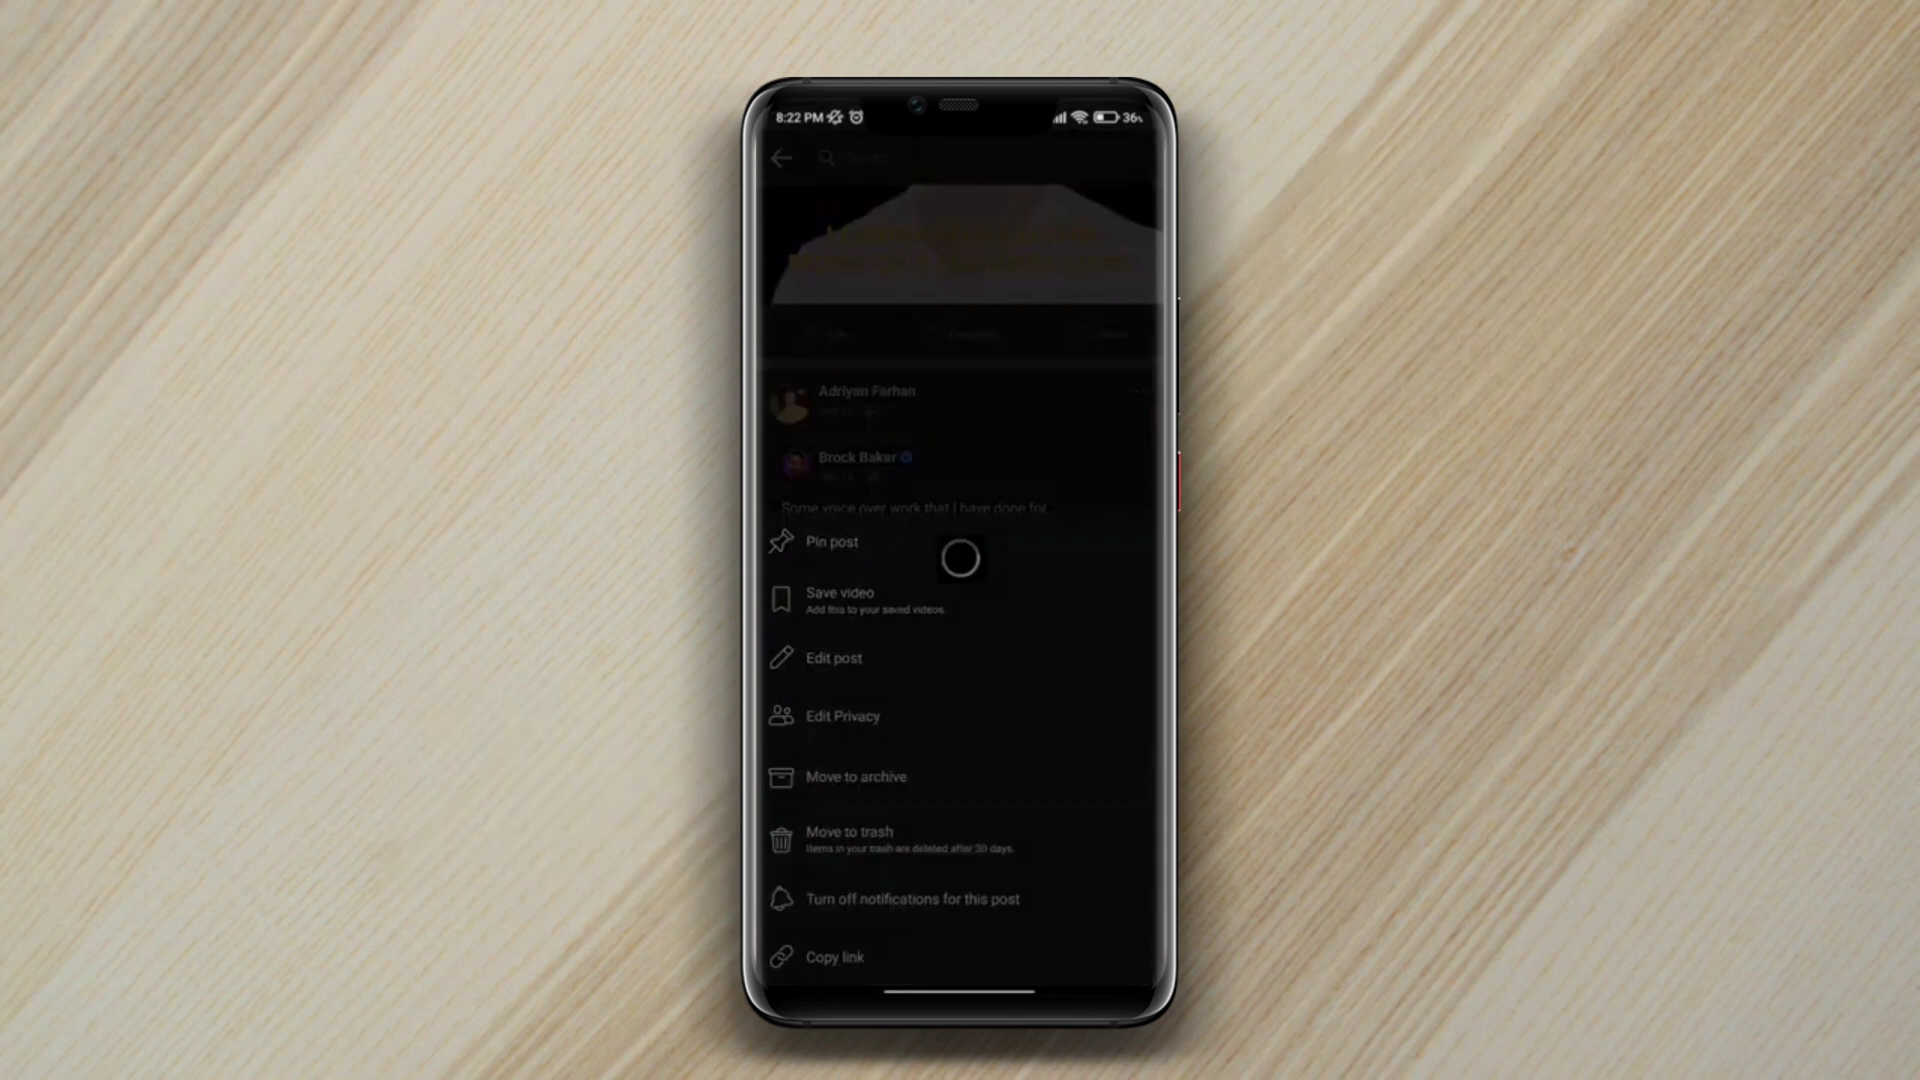 8:22 PM
36%
Adriyan Farhan
Brock Baker
Some voice over work that I have done for
Pin post
Save video
Add this to your saved videos.
Edit post
Edit Privacy
Move to archive
Move to trash
Items in your trash are deleted after 30 days.
Turn off notifications for this post
Copy link